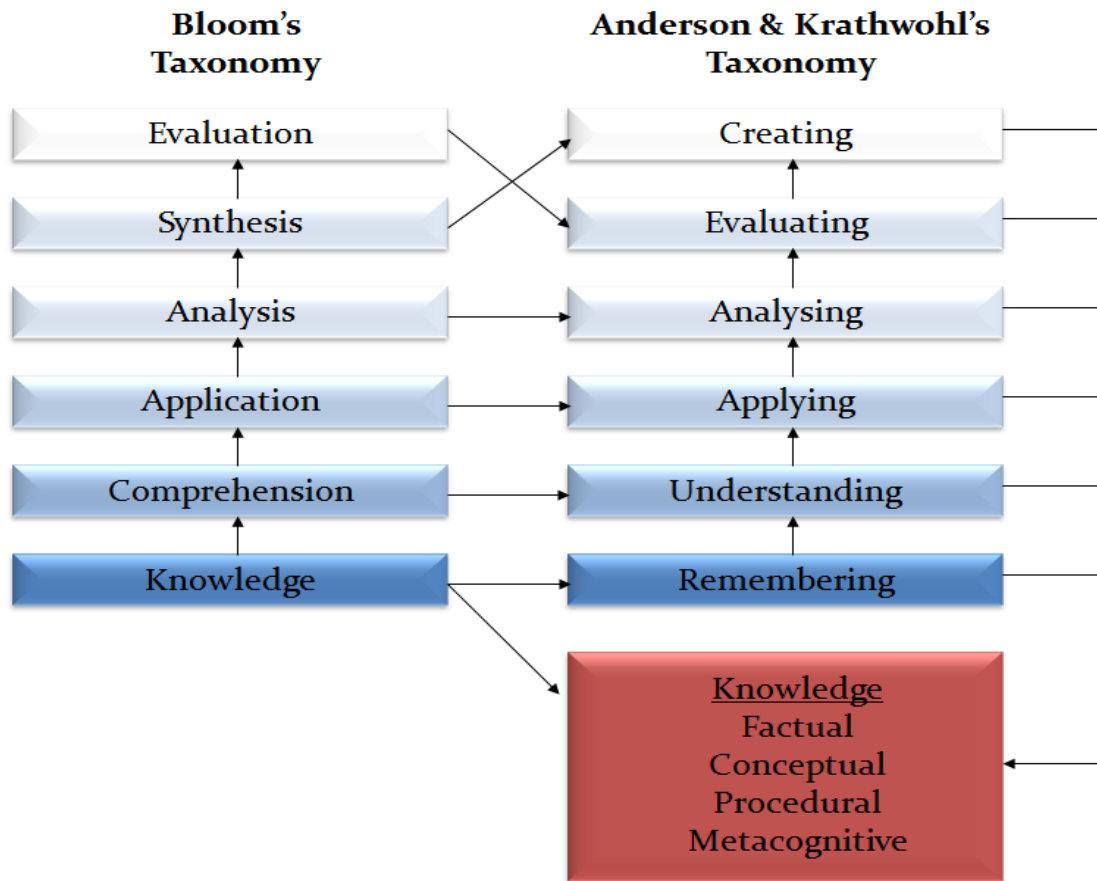 Bloom’s
Taxonomy
Anderson & Krathwohl’s
Taxonomy
Evaluation
Synthesis
Analysis
Application
Comprehension
Knowledge
Creating
Evaluating
Analysing
Applying
Understanding
Remembering
Knowledge
Factual
Conceptual
Procedural
Metacognitive